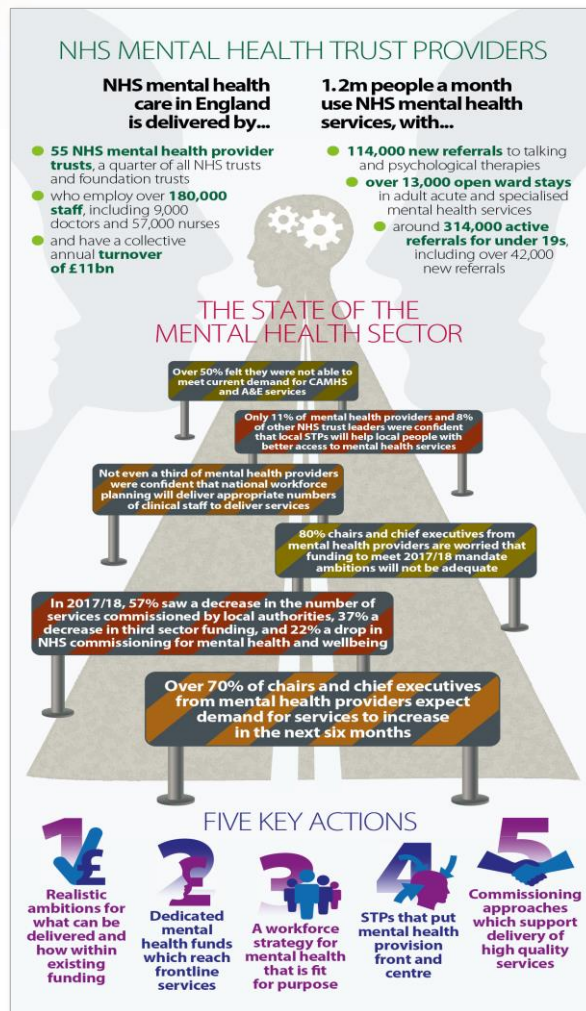 NHS MENTAL HEALTH TRUST PROVIDERS
NHS mental health
care in England
is delivered by...
55 NHS mental health provider
trusts, a quarter of all NHS trusts
and foundation trusts
who employ over 180,000
staff, including 9,000
doctors and 57,000 nurses
and have a collective
annual turnover
of £11bn
1.2m people a month
use NHS mental health
services, with...
114,000 new referrals to talking
and psychological therapies
over 13,000 open ward stays
in adult acute and specialised
mental health services
around 314,000 active
referrals for under 19s,
including over 42,000
new referrals
THE STATE OF THE
MENTAL HEALTH SECTOR
Over 50% felt they were not able to
meet current demand for CAMHS
and A&E services
Only 11% of mental health providers and 8%
of other NHS trust leaders were confident
that local STPs will help local people with
better access to mental health services
Not even a third of mental health providers
were confident that national workforce
planning will deliver appropriate numbers
of clinical staff to deliver services
80% chairs and chief executives from
mental health providers are worried that
funding to meet 2017/18 mandate
ambitions will not be adequate
In 2017/18, 57% saw a decrease in the number of
services commissioned by local authorities, 37%
a decrease in third sector funding, and 22% a drop in
NHS commissioning for mental health and wellbeing
Over 70% of chairs and chief executives
from mental health providers expect
demand for services to increase
in the next six months
FIVE KEY ACTIONS
1
£
Realistic
ambitions for
what can be
delivered and
how within
existing
funding
2
£
Dedicated
mental
health funds
which reach
frontline
services
3
A workforce
strategy for
mental health
that is fit
for purpose
4
STPs that put
mental health
provision
front and
centre
5
Commissioning
approaches
which support
delivery of
high quality
services